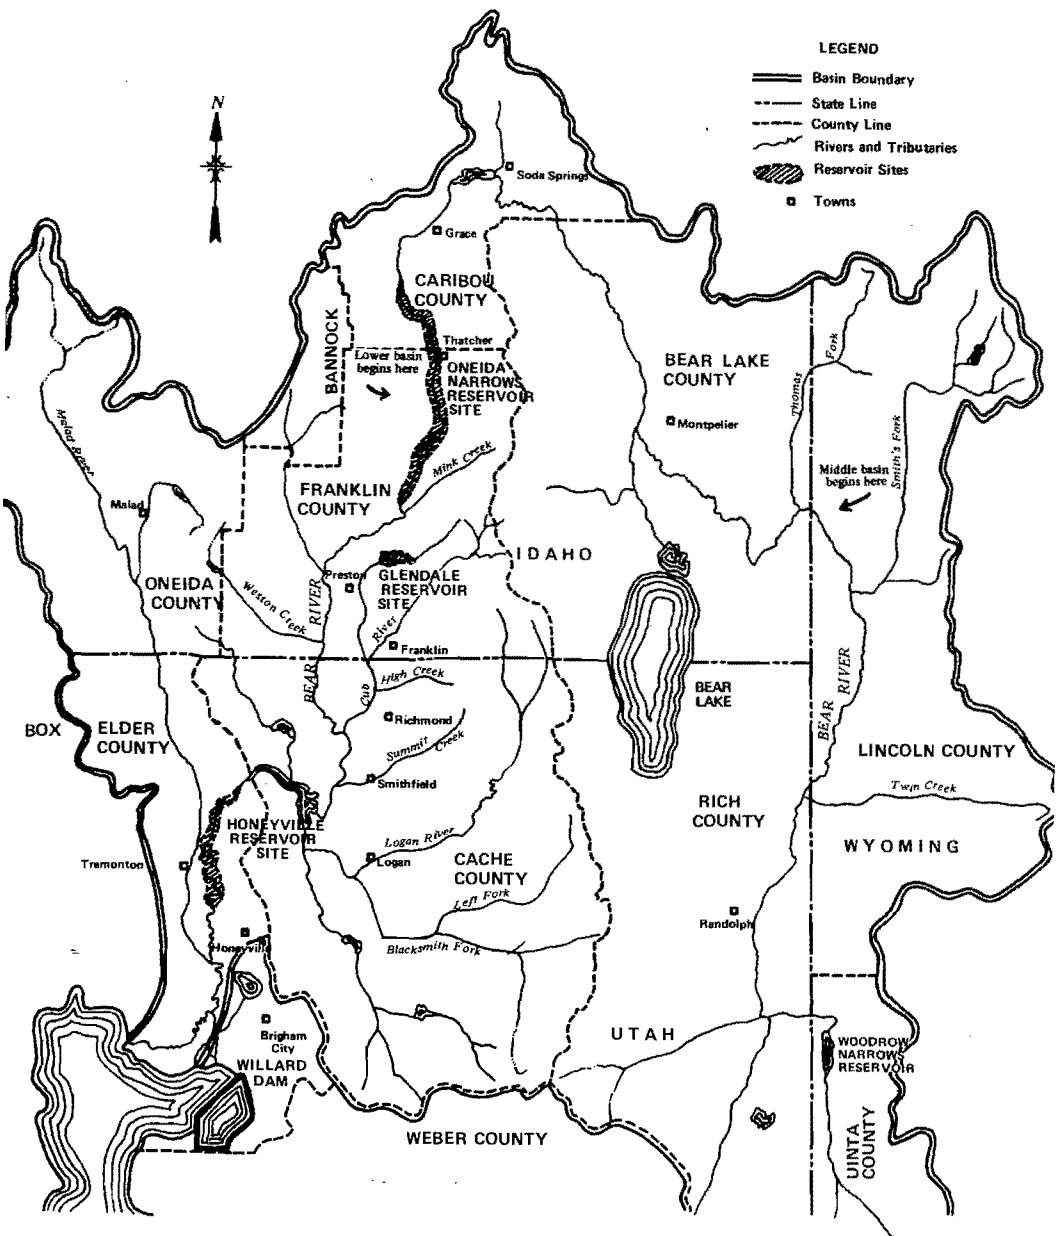 LEGEND
Basin Boundary
State Line
County Line
Rivers and Tributaries
Reservoir Sites
Towns
N
Soda Springs
Grace
CARIBOU
COUNTY
BANNOCK
Thatcher
Lower basin
begins here
ONEIDA
NARROWS
RESERVOIR
SITE
BEAR LAKE
COUNTY
Thomas
Fork
Smith's Fork
Montpelier
Malad River
Mink Creek
Middle basin
begins here
FRANKLIN
COUNTY
Malad
IDAHO
Preston
GLENDALE
RESERVOIR
SITE
ONEIDA
COUNTY
Weston Creek
BEAR RIVER
Cub River
Franklin
High Creek
BEAR
LAKE
BEAR RIVER
Richmond
BOX ELDER
COUNTY
Summit
Creek
LINCOLN COUNTY
Smithfield
Twin Creek
RICH
COUNTY
HONEYVILLE
RESERVOIR
SITE
Logan River
WYOMING
Tremonton
Logan
CACHE
COUNTY
Left Fork
Randolph
Honeyville
Blacksmith Fork
UTAH
Brigham
City
WOODROW
NARROWS
RESERVOIR
WILLARD
DAM
WEBER COUNTY
UINTA
COUNTY